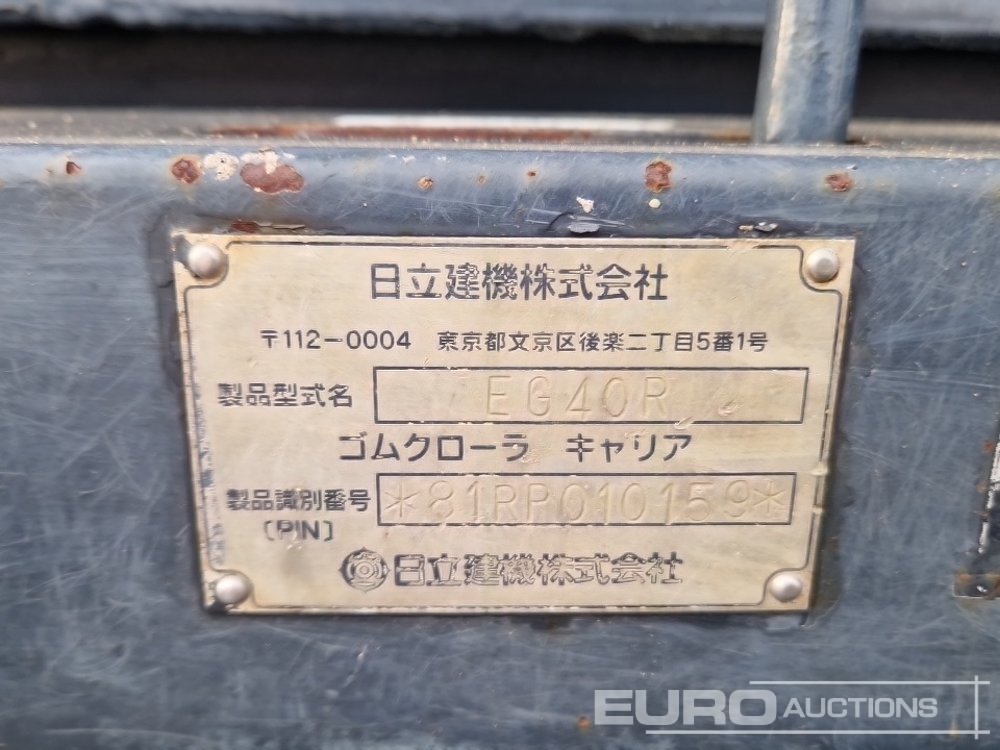 日立建機株式会社
〒112-0004 東京都文京区後楽二丁目5番1号
製品型式名 EG40R
ゴムクローラ キャリア
製品識別番号 *81RP010159*
(PIN)
日立建機株式会社
EURO AUCTIONS